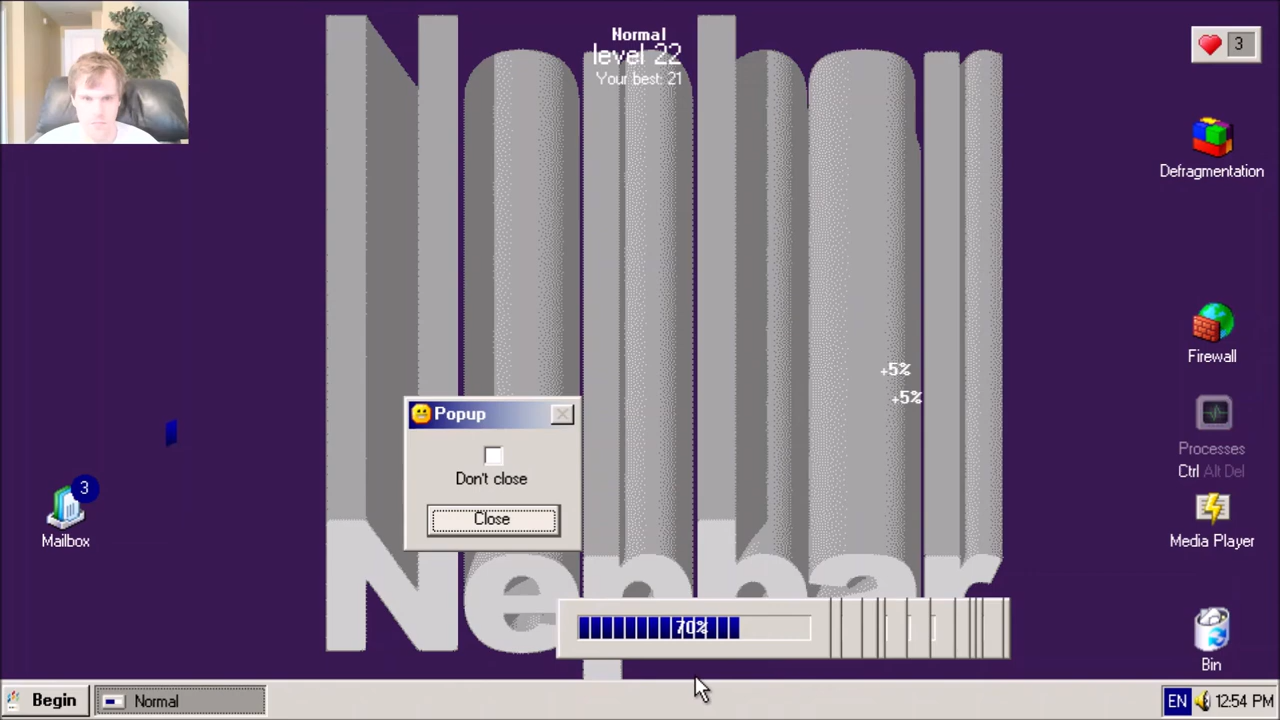 Normal
level 22
Your best: 21
3
Defragmentation
+5%
+5%
Firewall
Popup
Don't close
Close
Processes
Ctrl Alt Del
3
Mailbox
Media Player
Nepbar
70%
Bin
Begin
Normal
EN
12:54 PM